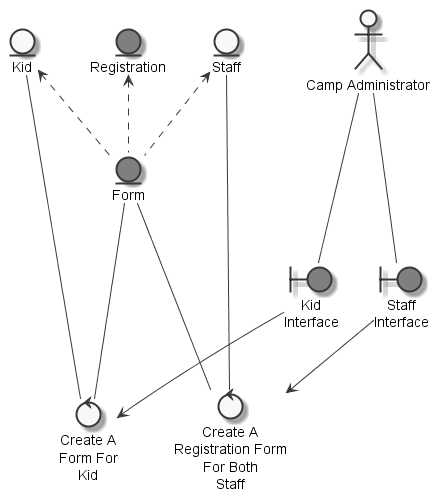 Kid
Registration
Staff
Camp Administrator
Form
Kid
Interface
Staff
Interface
Create A
Form For
Kid
Create A
Registration Form
For Both
Staff